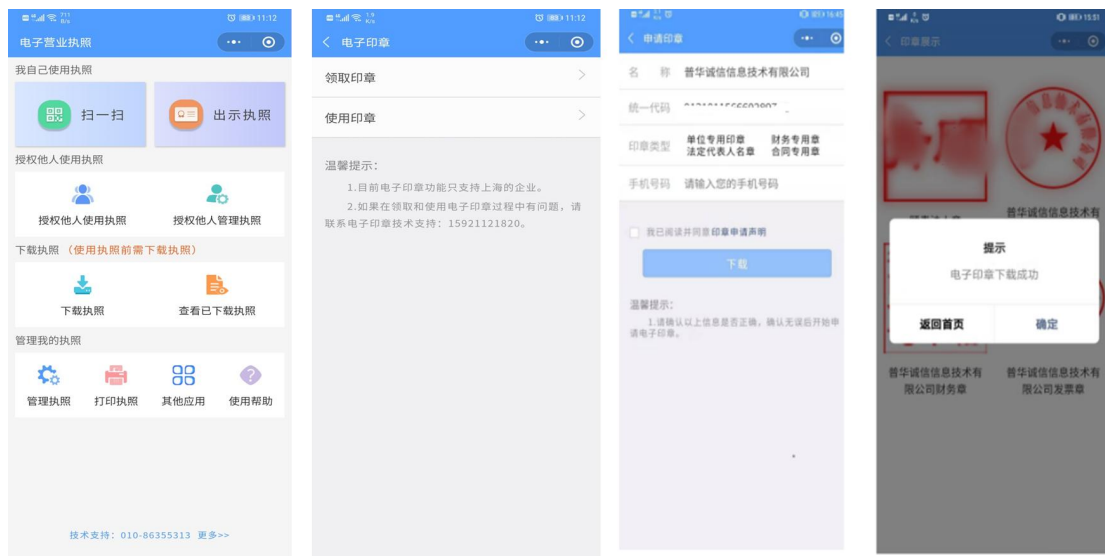 11:12
电子营业执照
我自己使用执照
扫一扫
出示执照
授权他人使用执照
授权他人使用执照
授权他人管理执照
下载执照（使用执照前需下载执照）
下载执照
查看已下载执照
管理我的执照
管理执照
打印执照
其他应用
使用帮助
技术支持：010-86355313 更多>>
11:12
电子印章
领取印章
使用印章
温馨提示：
1.目前电子印章功能只支持上海的企业。
2.如果在领取和使用电子印章过程中有问题，请
联系电子印章技术支持：15921121820。
16:45
申请印章
名 称 普华诚信信息技术有限公司
统一代码
印章类型 单位专用印章 财务专用章
法定代表人名章 合同专用章
手机号码 请输入您的手机号码
我已阅读并同意印章申请声明
下载
温馨提示：
1.请确认以上信息是否正确，确认无误后开始申
请电子印章。
15:51
印章展示
普华诚信信息技术有
提示
电子印章下载成功
返回首页
确定
普华诚信信息技术有
限公司财务章
普华诚信信息技术有
限公司发票章